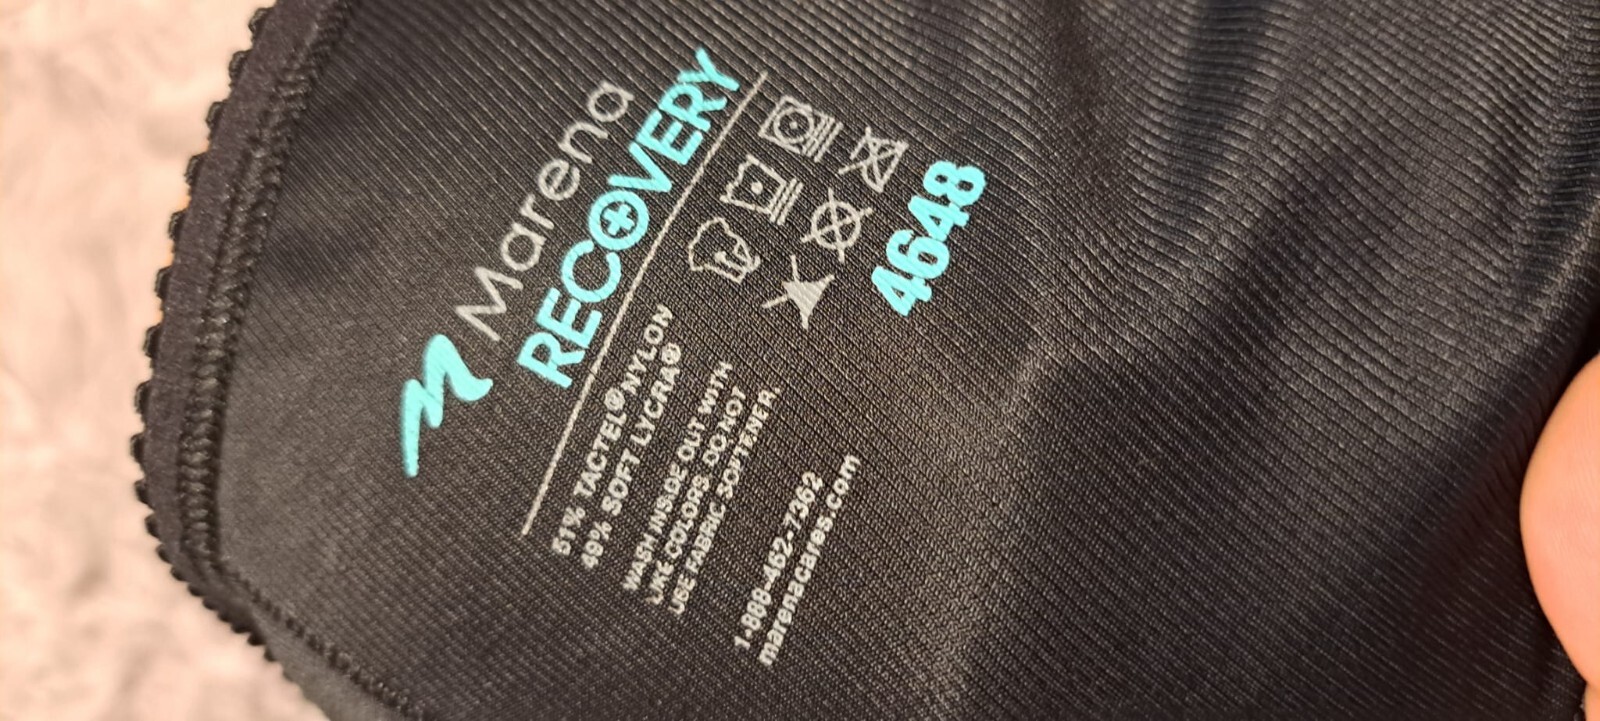 Marena
RECOVERY
51% TACTEL® NYLON
49% SOFT LYCRA®
WASH INSIDE OUT WITH
LIKE COLORS. DO NOT
USE FABRIC SOFTENER.
1-888-462-7362
marenacares.com
4648